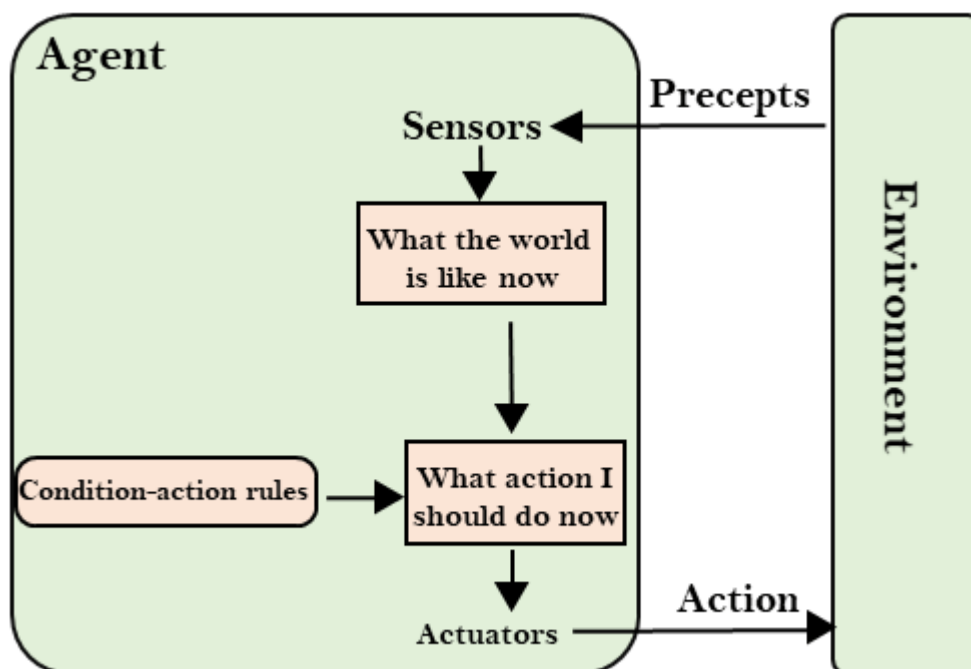 Agent
Precepts
Sensors
What the world
is like now
Environment
Condition-action rules
What action I
should do now
Action
Actuators